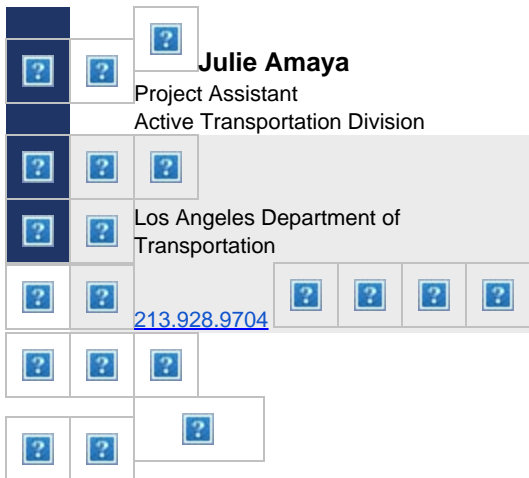 Julie Amaya
Project Assistant
Active Transportation Division
Los Angeles Department of
Transportation
213.928.9704